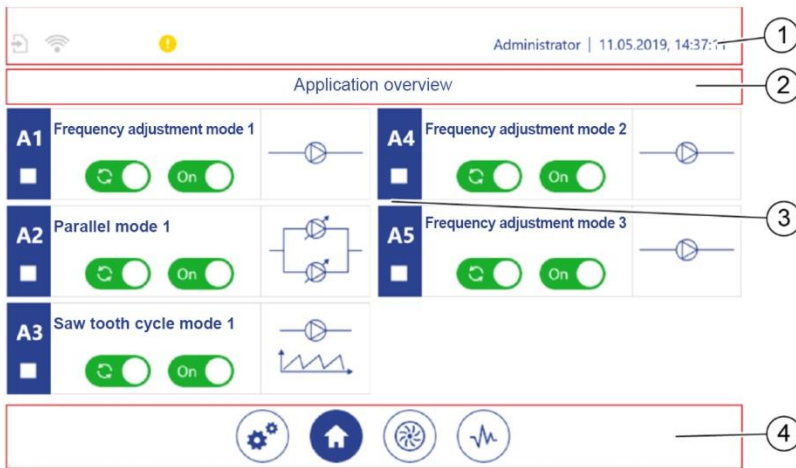 Administrator | 11.05.2019, 14:37:11
1
Application overview
2
A1 Frequency adjustment mode 1
On
A4 Frequency adjustment mode 2
On
3
A2 Parallel mode 1
On
A5 Frequency adjustment mode 3
On
A3 Saw tooth cycle mode 1
On
4